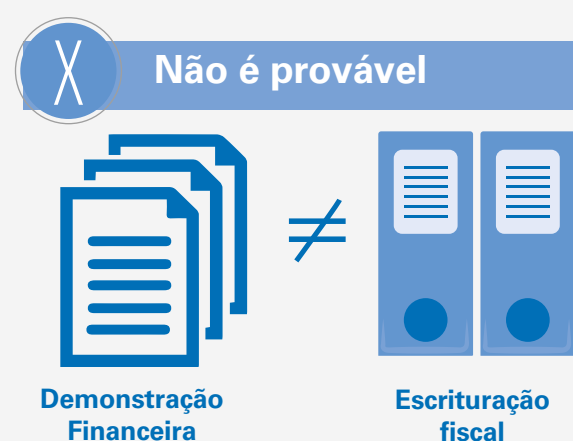 X
Não é provável
≠
Demonstração
Financeira
Escrituração
fiscal